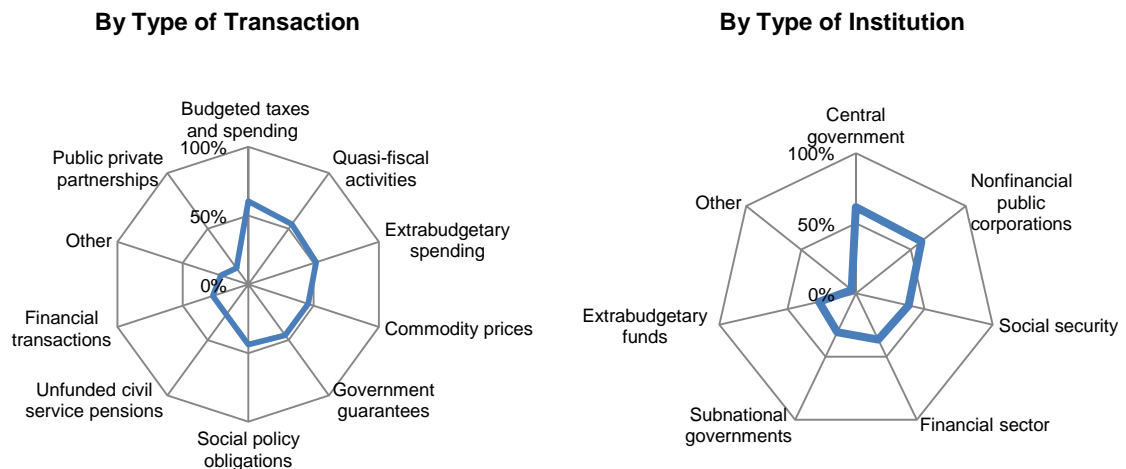 By Type of Transaction
Budgeted taxes
and spending
100%
50%
0%
Quasi-fiscal
activities
Extrabudgetary
spending
Commodity prices
Government
guarantees
Social policy
obligations
Unfunded civil
service pensions
Financial
transactions
Other
Public private
partnerships
By Type of Institution
Central
government
100%
50%
0%
Nonfinancial
public
corporations
Social security
Financial sector
Subnational
governments
Extrabudgetary
funds
Other